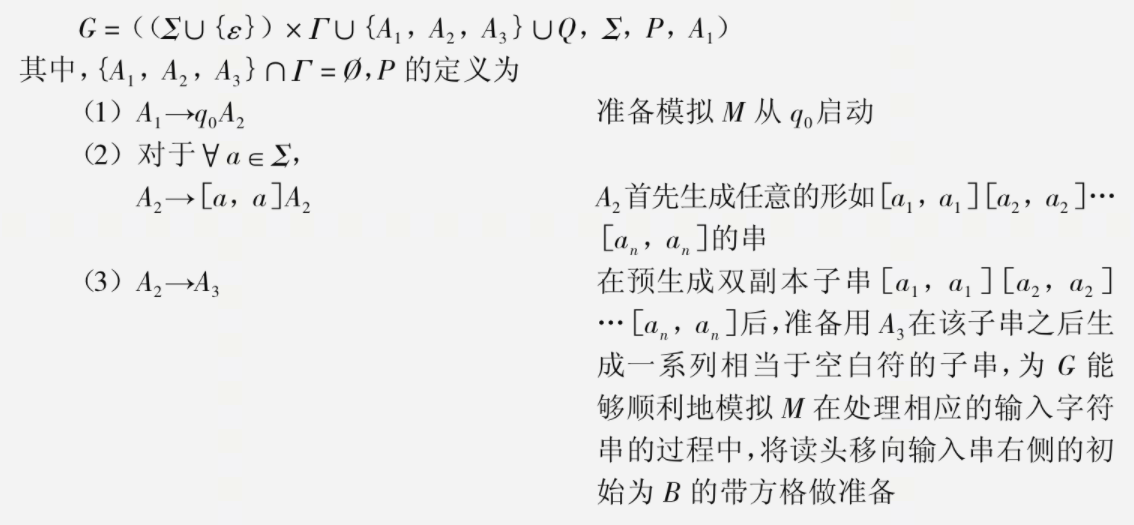 G = ((Σ∪{ε})×Γ∪{A₁, A₂, A₃}∪Q, Σ, P, A₁)
其中,{A₁, A₂, A₃}∩Γ=Ø,P 的定义为
(1) A₁→q₀A₂ 准备模拟 M 从 q₀启动
(2) 对于∀a∈Σ,
A₂→[a, a]A₂ A₂首先生成任意的形如[a₁, a₁][a₂, a₂]…
[aₙ, aₙ]的串
(3) A₂→A₃ 在预生成双副本子串[a₁, a₁][a₂, a₂]
…[aₙ, aₙ]后,准备用 A₃在该子串之后生
成一系列相当于空白符的子串,为 G 能
够顺利地模拟 M 在处理相应的输入字符
串的过程中,将读头移向输入串右侧的初
始为 B 的带方格做准备